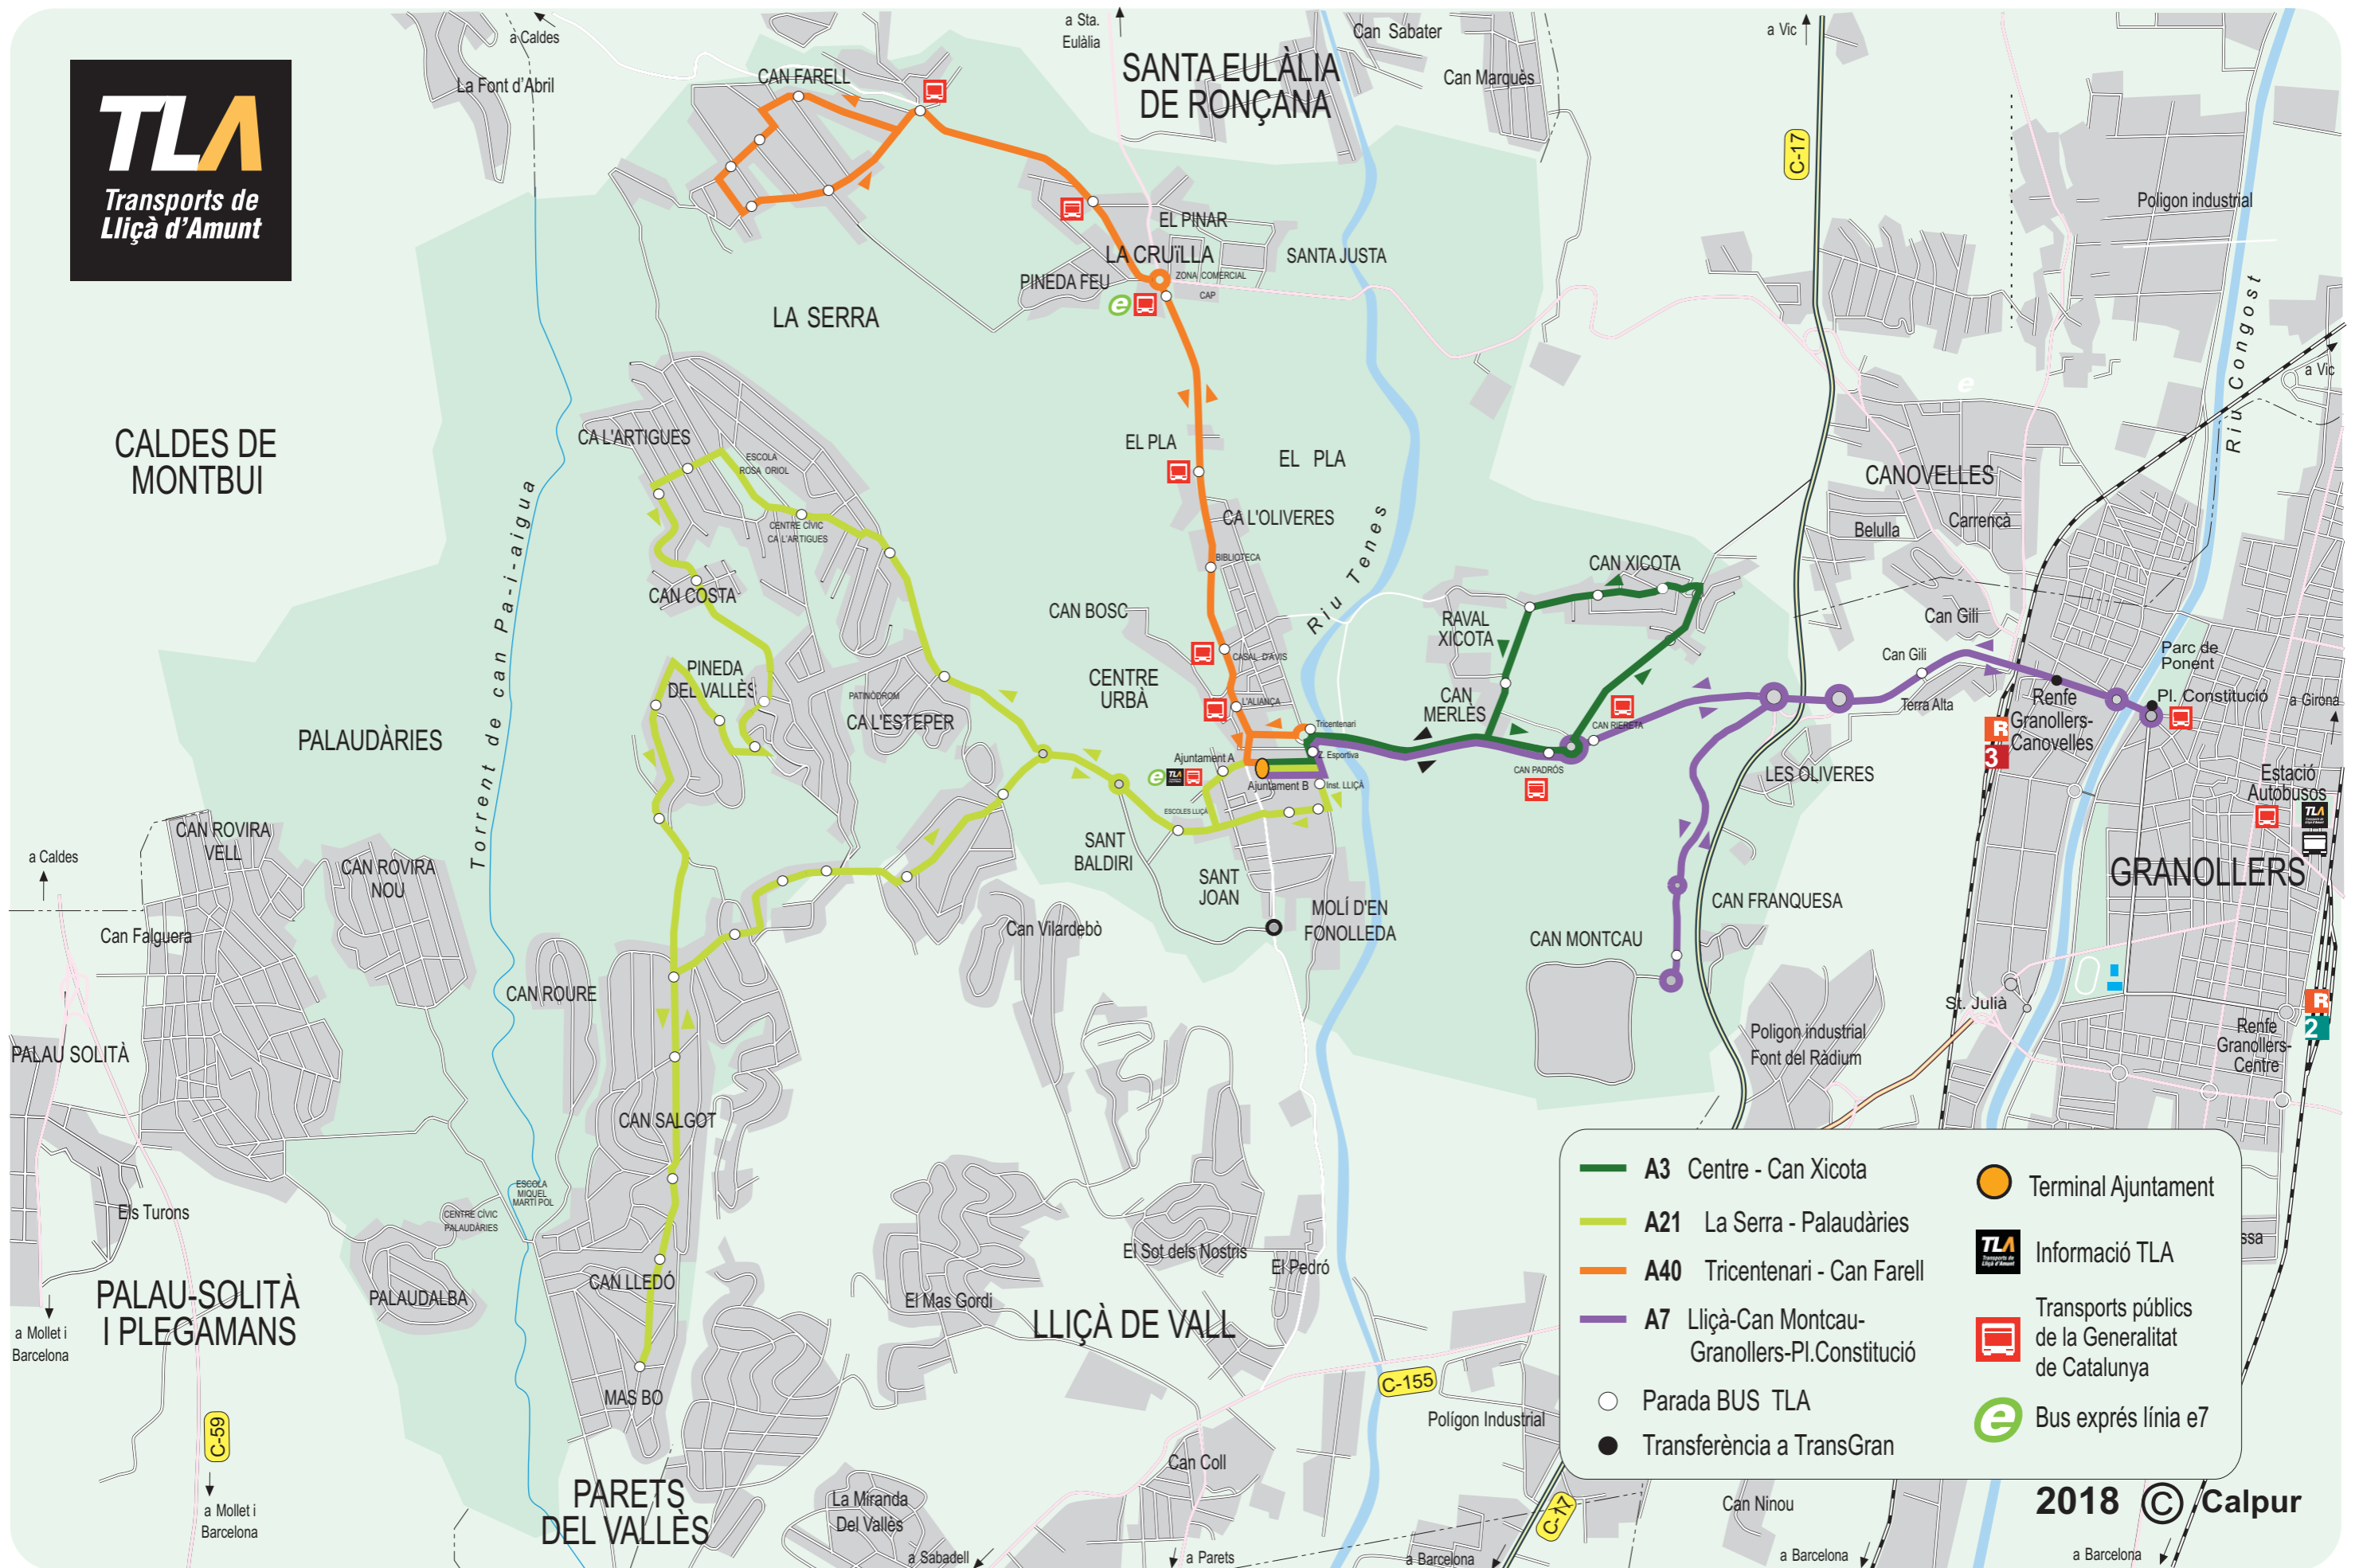 TLA
Transports de
Lliçà d'Amunt
a Caldes
La Font d'Abril
a Sta.
Eulàlia
SANTA EULÀLIA
DE RONÇANA
Can Sabater
Can Marquès
a Vic
C-17
Poligon industrial
Riu Congost
a Vic
CAN FARELL
EL PINAR
LA CRUÏLLA
ZONA COMERCIAL
CAP
SANTA JUSTA
PINEDA FEU
e
LA SERRA
CALDES DE
MONTBUI
CA L'ARTIGUES
ESCOLA
ROSA ORIOL
CENTRE CÍVIC
CA L'ARTIGUES
EL PLA
EL PLA
CA L'OLIVERES
BIBLIOTECA
Riu Tenes
e
CANOVELLES
Belulla
Carrencà
Torrent de can Pa-i-aigua
CAN COSTA
CAN BOSC
CAN XICOTA
RAVAL
XICOTA
Can Gili
Can Gili
Parc de
Ponent
PINEDA
DEL VALLÈS
PATINÒDROM
CA L'ESTEPER
CENTRE
URBÀ
CASAL D'AVIS
L'ALIANÇA
Tricentenari
Z. Esportiva
CAN
MERLÈS
CAN RIERETA
CAN PADRÓS
Terra Alta
Renfe
Granollers-
Canovelles
R
3
Pl. Constitució
a Girona
PALAUDÀRIES
Ajuntament A
e
TLA
Ajuntament B
Inst. LLIÇÀ
ESCOLES LLIÇÀ
LES OLIVERES
Estació
Autobusos
TLA
GRANOLLERS
a Caldes
CAN ROVIRA
VELL
CAN ROVIRA
NOU
SANT
BALDIRI
SANT
JOAN
MOLÍ D'EN
FONOLLEDA
CAN FRANQUESA
CAN MONTCAU
Can Falguera
Can Vilardebò
CAN ROURE
St. Julià
R
2
Renfe
Granollers-
Centre
Poligon industrial
Font del Ràdium
PALAU SOLITÀ
CAN SALGOT
ESCOLA
MIQUEL
MARTÍ POL
CENTRE CÍVIC
PALAUDÀRIES
Els Turons
El Sot dels Nostris
El Pedró
CAN LLEDÓ
PALAUDALBA
El Mas Gordi
PALAU-SOLITÀ
I PLEGAMANS
LLIÇÀ DE VALL
a Mollet i
Barcelona
C-59
a Mollet i
Barcelona
MAS BO
C-155
Polígon Industrial
Can Coll
PARETS
DEL VALLÈS
La Miranda
Del Vallès
a Sabadell
a Parets
a Barcelona
C-17
Can Ninou
a Barcelona
a Barcelona
ssa
A3 Centre - Can Xicota
A21 La Serra - Palaudàries
A40 Tricentenari - Can Farell
A7 Lliçà-Can Montcau-
Granollers-Pl.Constitució
Parada BUS TLA
Transferència a TransGran
Terminal Ajuntament
TLA
Transports de
Lliçà d'Amunt
Informació TLA
Transports públics
de la Generalitat
de Catalunya
e
Bus exprés línia e7
2018 © Calpur